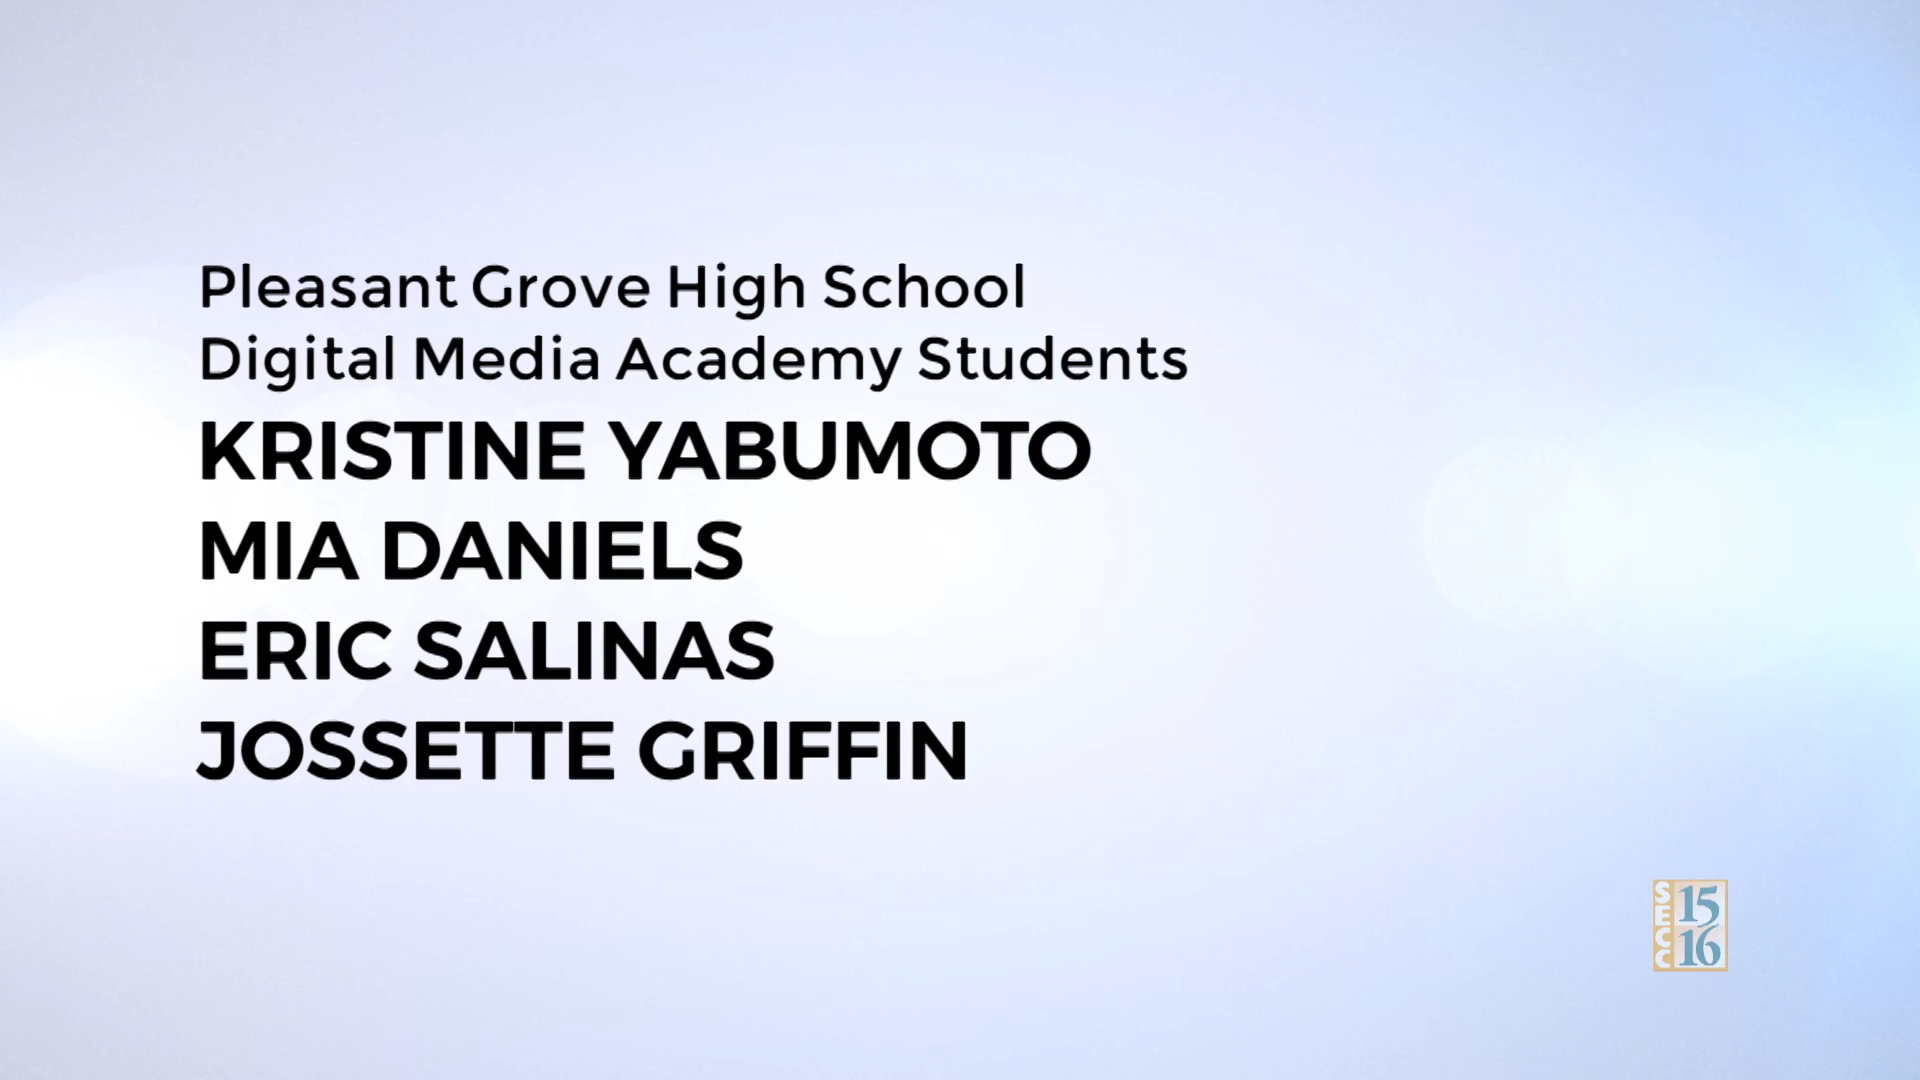 Pleasant Grove High School
Digital Media Academy Students
KRISTINE YABUMOTO
MIA DANIELS
ERIC SALINAS
JOSSETTE GRIFFIN
SECC
15
16